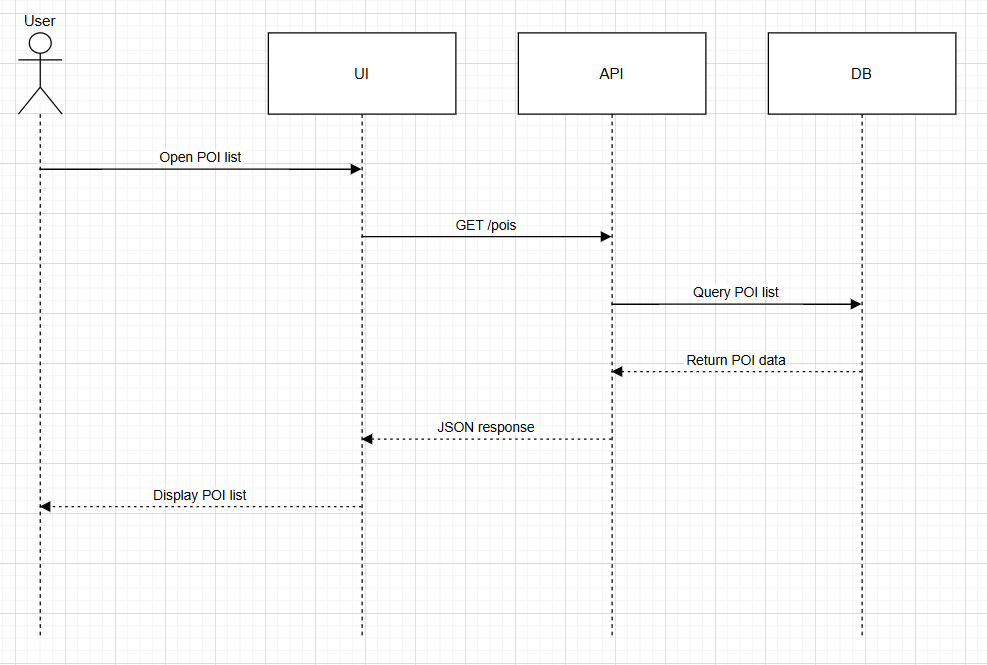 User
UI
API
DB
Open POI list
GET /pois
Query POI list
Return POI data
JSON response
Display POI list